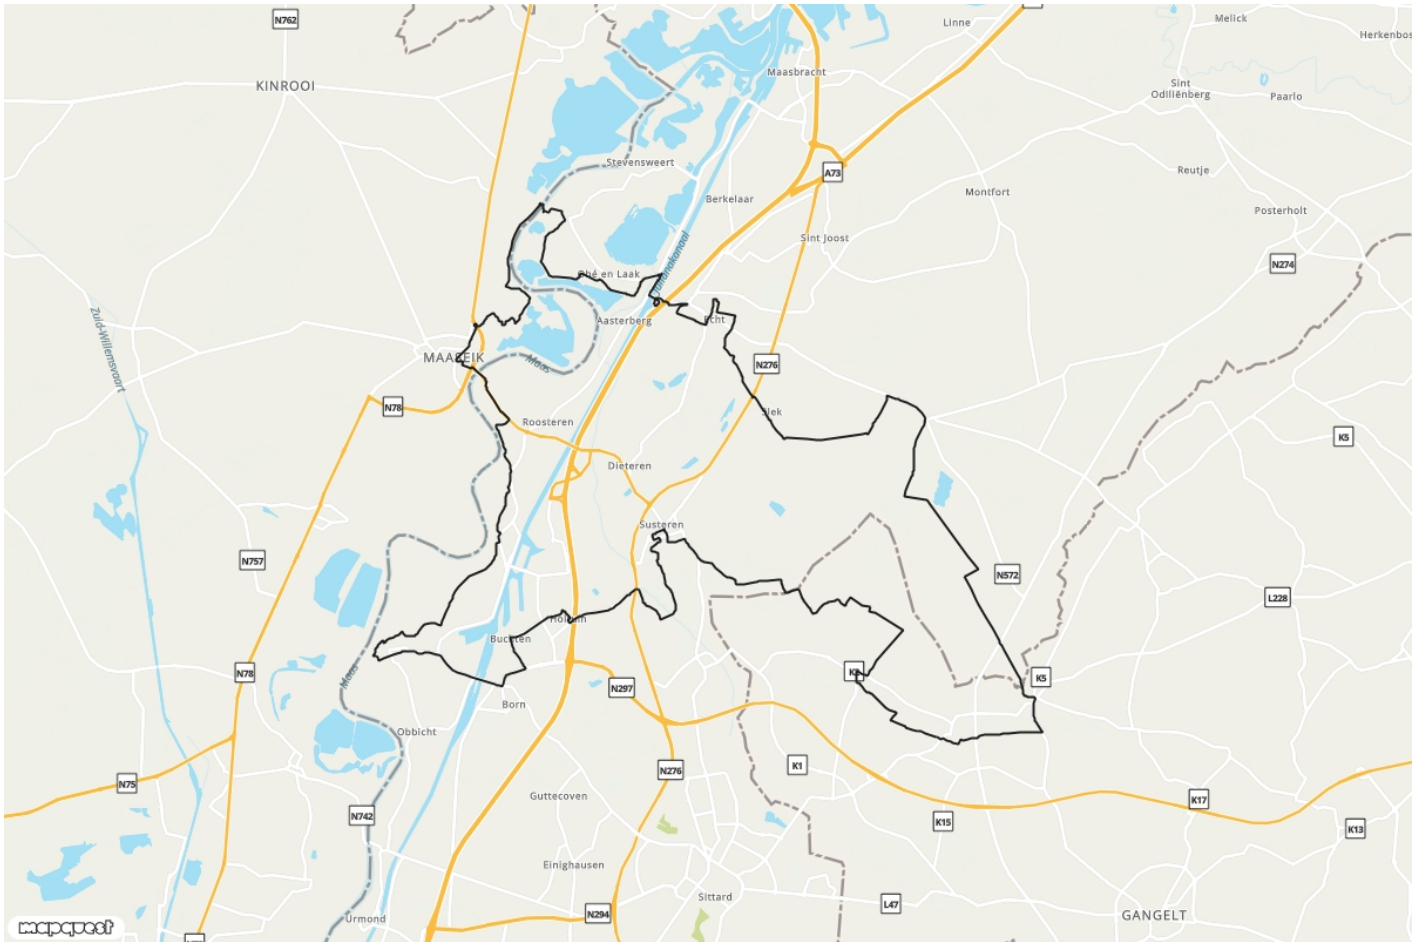 N762
Linne
Melick
Herkenbos
KINROOI
Maasbracht
Sint
Odiliënberg
Paarlo
Stevensweert
A73
Reutje
Berkelaar
Montfort
Posterholt
Sint Joost
N274
Julianakanaal
Ohé en Laak
Zuid-Willemsvaart
Aasterberg
Echt
MAASEIK
Maas
N276
N78
Slek
Roosteren
K5
Dieteren
Susteren
N757
N572
L228
Holtum
Buchten
Maas
N78
K5
N297
Born
Obbicht
K1
N276
N75
Guttecoven
K17
N742
K15
K13
Einighausen
Sittard
L47
N294
GANGELT
Urmond
mapquest